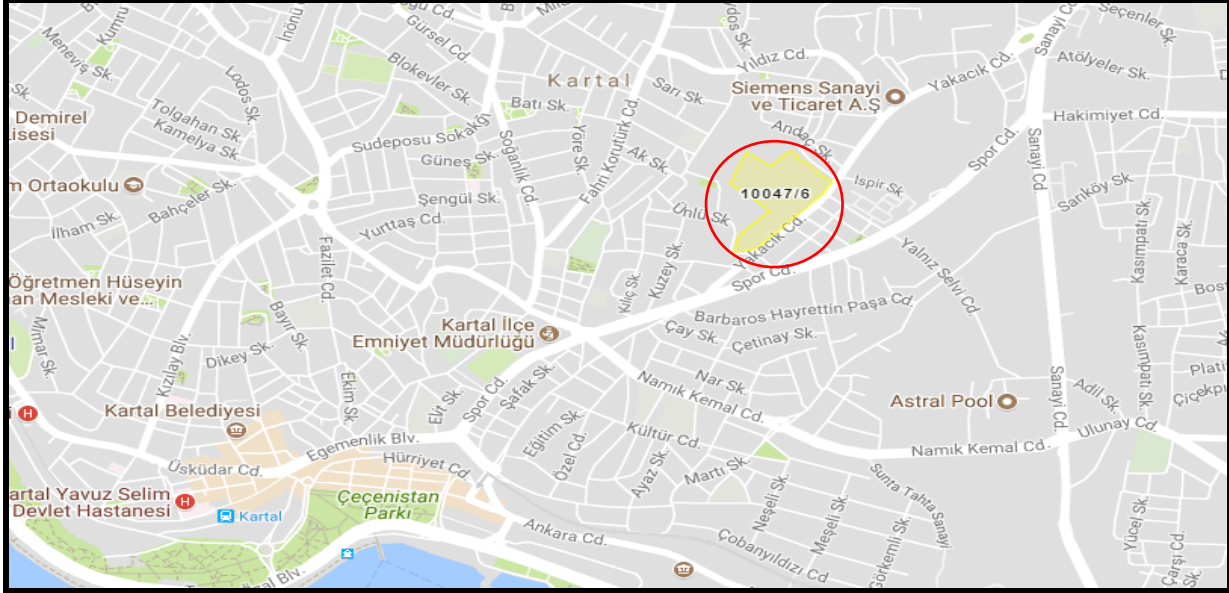 Kumru
Meneviş Sk.
İnönü
Gürsel Cd.
Blokevler Sk.
Kartal
Batı Sk.
Sarı Sk.
Yıldız Cd.
Siemens Sanayi
ve Ticaret A.Ş
Yakacık Cd.
Sanayi Cd.
Seçenler Sk.
Atölyeler Sk.
Hakimiyet Cd.
Lodos Sk.
Demirel
Tolgahan Sk.
Kamelya Sk.
Sudeposu Sokağı
Güneş Sk.
Soğanlık Cd.
Yöre Sk.
Fahri Korutürk Cd.
Ak Sk.
Andaç Sk.
Spor Cd.
Sanayi Cd.
Ortaokulu
Bahçeler Sk.
İlham Sk.
Şengül Sk.
Yurttaş Cd.
10047/6
Ünlü Sk.
İspir Sk.
Sarıköy Sk.
Kasımpatı Sk.
Karaca Sk.
Fazilet Cd.
Yakacık Cd.
Spor Cd.
Yalnız Selvi Cd.
Öğretmen Hüseyin
Mesleki ve...
Bayır Sk.
Kılıç Sk.
Kuzey Sk.
Barbaros Hayrettin Paşa Cd.
Kartal İlçe
Emniyet Müdürlüğü
Çay Sk.
Çetinay Sk.
Mimar Sk.
Kızılay Blv.
Dikey Sk.
Ekim Sk.
Elit Sk.
Spor Cd.
Şafak Sk.
Nar Sk.
Namık Kemal Cd.
Astral Pool
Sanayi Cd.
Adil Sk.
Kasımpatı Sk.
Kartal Belediyesi
H
Egemenlik Blv.
Eğitim Sk.
Özel Cd.
Kültür Cd.
Namık Kemal Cd.
Ulunay Cd.
Üsküdar Cd.
Hürriyet Cd.
Ayaz Sk.
Martı Sk.
Neşeli Sk.
Meşeli Sk.
Sunta Tahta Sanayi
artal Yavuz Selim
Devlet Hastanesi
H
Kartal
Çeçenistan
Parkı
Ankara Cd.
Çobanyıldızı Cd
Görkemli Sk.
Yücel Sk.
Çarşı Cd.
Blv.